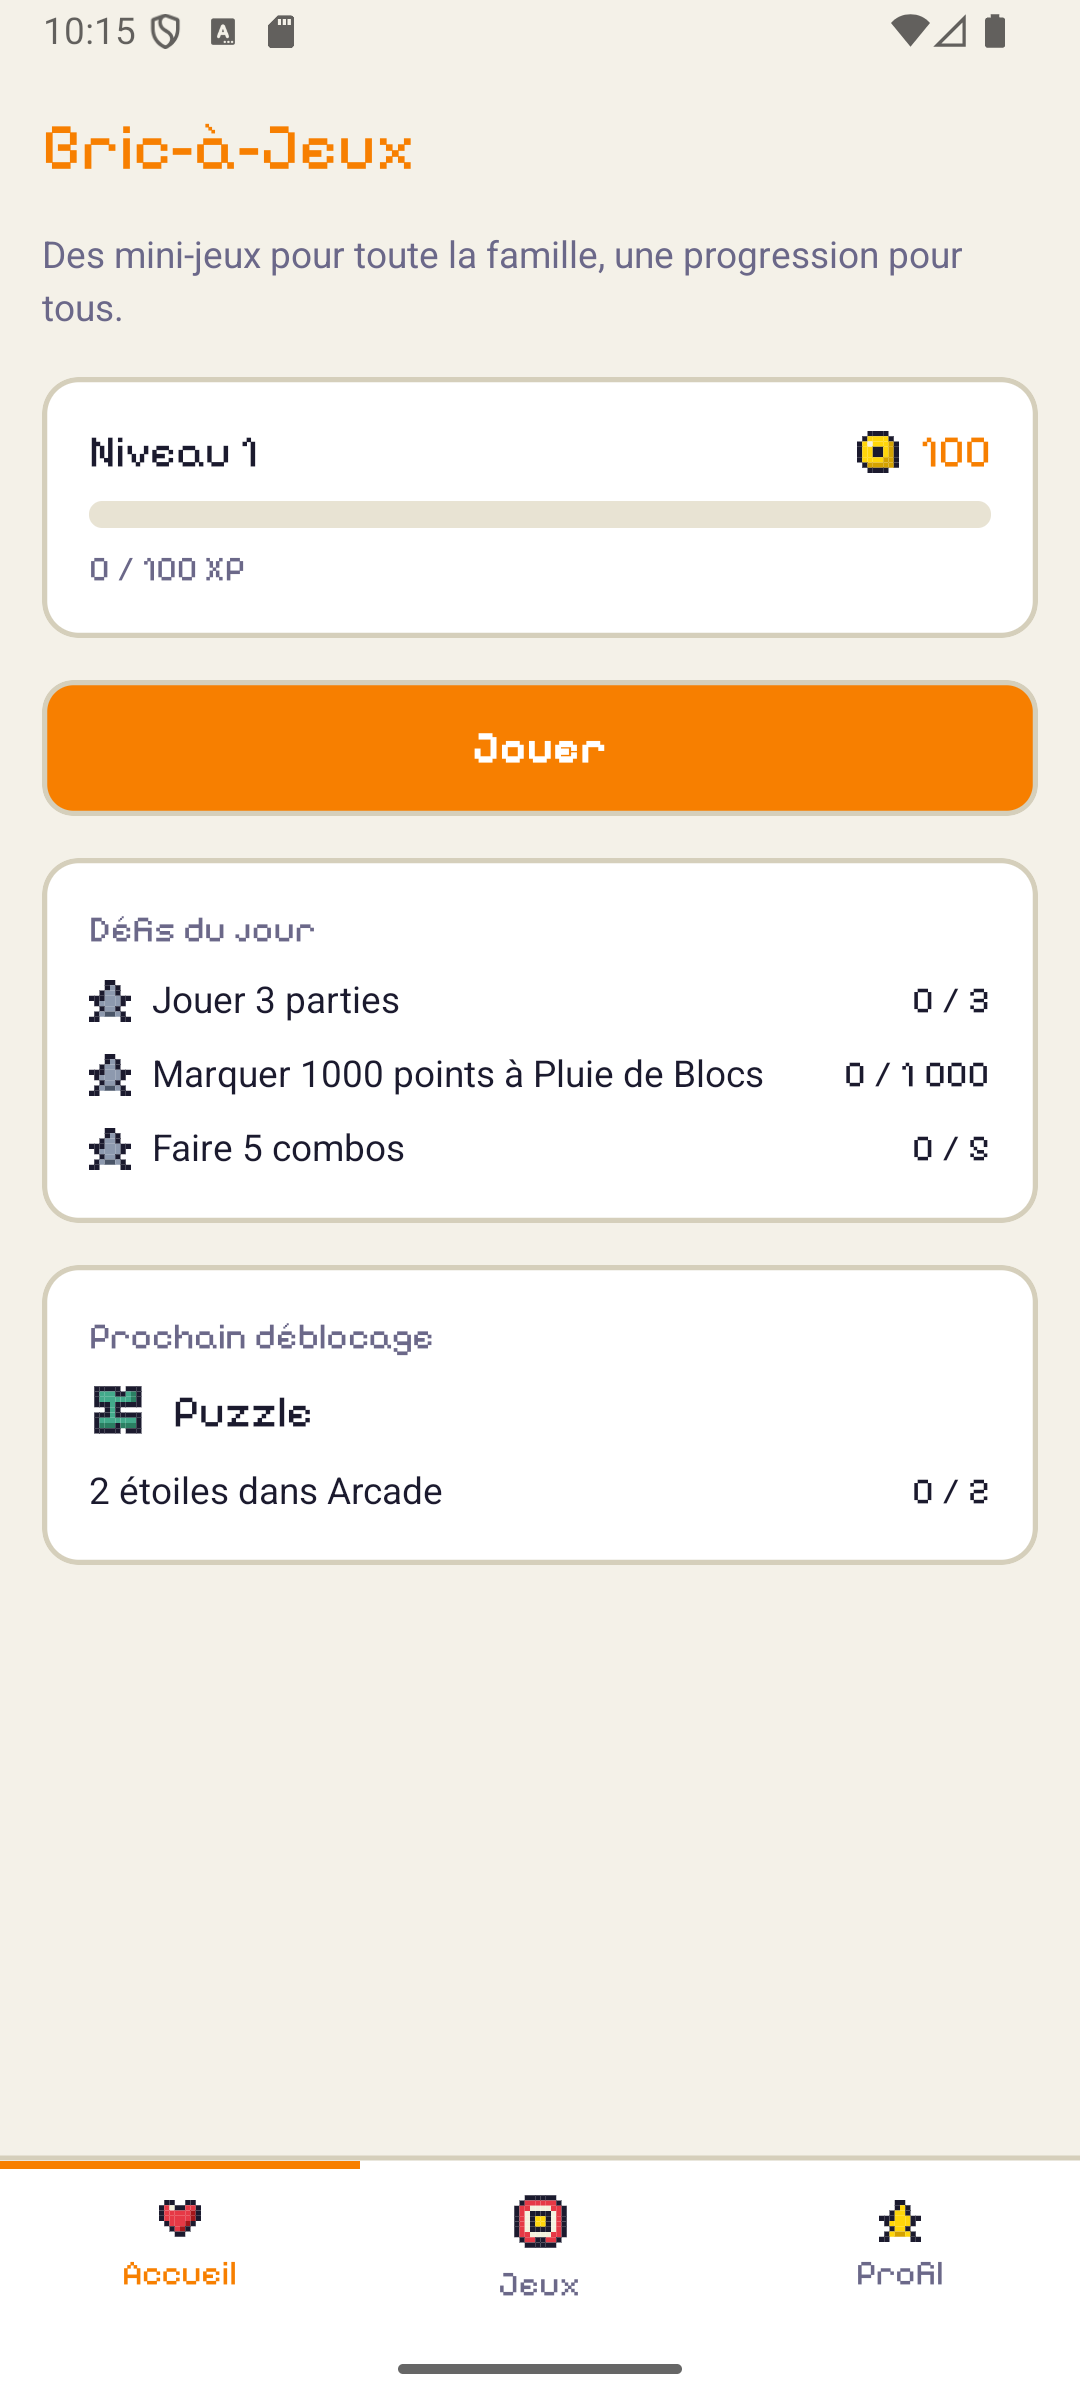 10:15
Bric-à-Jeux
Des mini-jeux pour toute la famille, une progression pour
tous.
Niveau 1
100
0 / 100 XP
Jouer
Défis du jour
Jouer 3 parties
0 / 3
Marquer 1000 points à Pluie de Blocs
0 / 1 000
Faire 5 combos
0 / 5
Prochain déblocage
Puzzle
2 étoiles dans Arcade
0 / 2
Accueil
Jeux
Profil